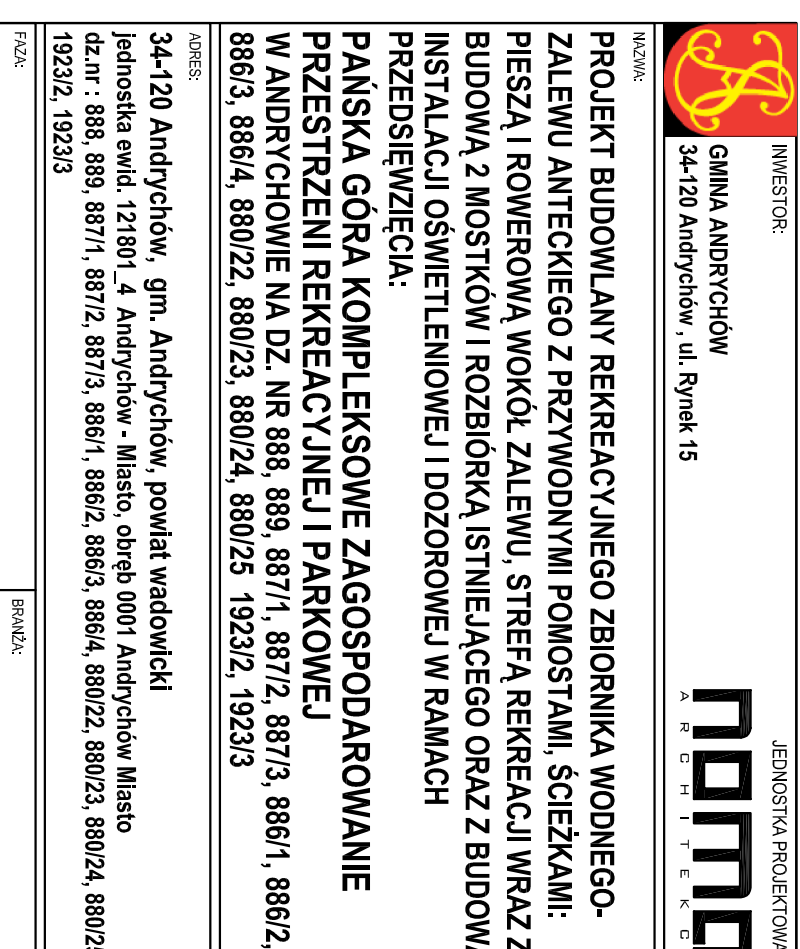 INWESTOR:
GMINA ANDRYCHÓW
34-120 Andrychów , ul. Rynek 15
JEDNOSTKA PROJEKTOWA
NAZWA:
PROJEKT BUDOWLANY REKREACYJNEGO ZBIORNIKA WODNEGO-
ZALEWU ANTECKIEGO Z PRZYWODNYMI POMOSTAMI, ŚCIEŻKAMI:
PIESZĄ I ROWEROWĄ WOKÓŁ ZALEWU, STREFĄ REKREACJI WRAZ Z
BUDOWĄ 2 MOSTKÓW I ROZBIÓRKĄ ISTNIEJĄCEGO ORAZ Z BUDOWĄ
INSTALACJI OŚWIETLENIOWEJ I DOZOROWEJ W RAMACH
PRZEDSIĘWZIĘCIA:
PAŃSKA GÓRA KOMPLEKSOWE ZAGOSPODAROWANIE
PRZESTRZENI REKREACYJNEJ I PARKOWEJ
W ANDRYCHOWIE NA DZ. NR 888, 889, 887/1, 887/2, 887/3, 886/1, 886/2,
886/3, 886/4, 880/22, 880/23, 880/24, 880/25 1923/2, 1923/3
ADRES:
34-120 Andrychów, gm. Andrychów, powiat wadowicki
jednostka ewid. 121801_4 Andrychów - Miasto, obręb 0001 Andrychów Miasto
dz.nr : 888, 889, 887/1, 887/2, 887/3, 886/1, 886/2, 886/3, 886/4, 880/22, 880/23, 880/24, 880/25
1923/2, 1923/3
FAZA:
BRANŻA: